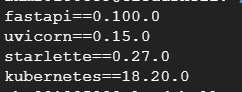 fastapi==0.100.0
uvicorn==0.15.0
starlette==0.27.0
kubernetes==18.20.0